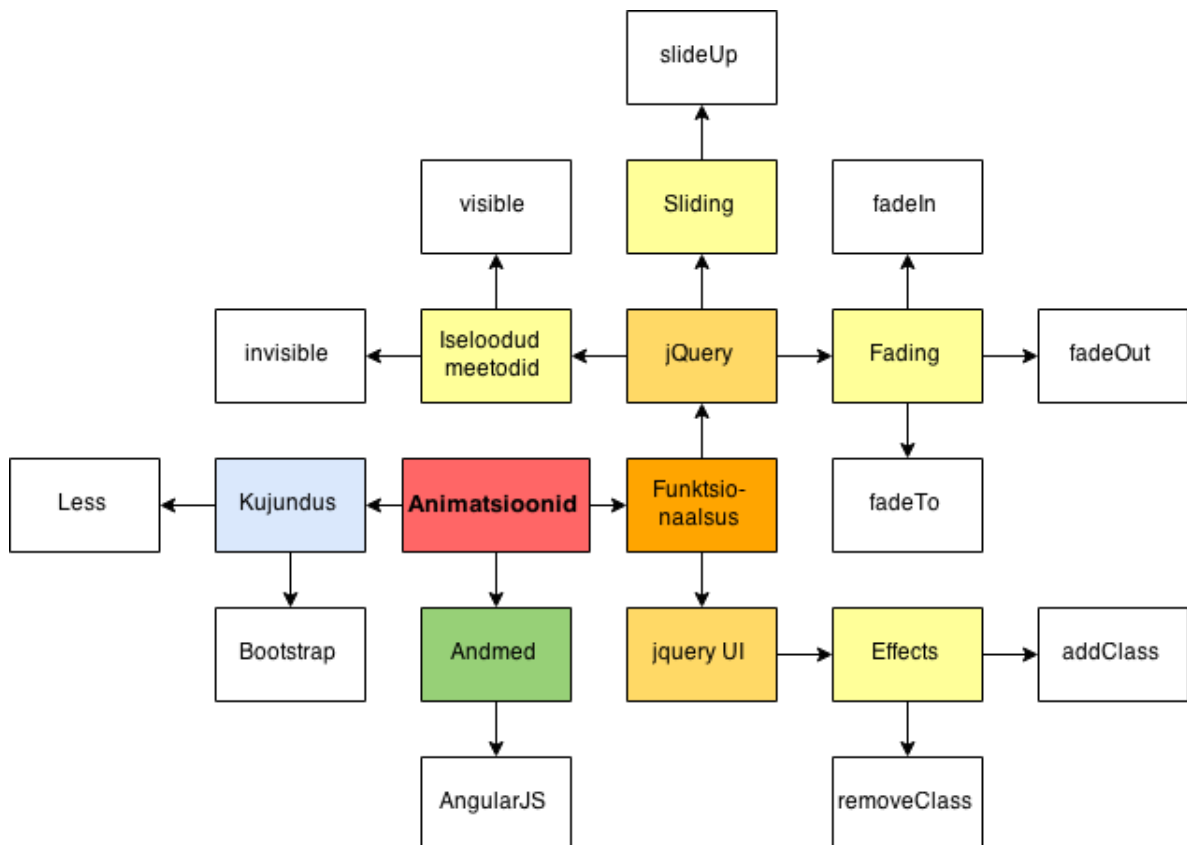 slideUp
visible
Sliding
fadeIn
invisible
Iseloodud
meetodid
jQuery
Fading
fadeOut
Less
Kujundus
Animatsioonid
Funktsio-
naalsus
fadeTo
Bootstrap
Andmed
jquery UI
Effects
addClass
AngularJS
removeClass